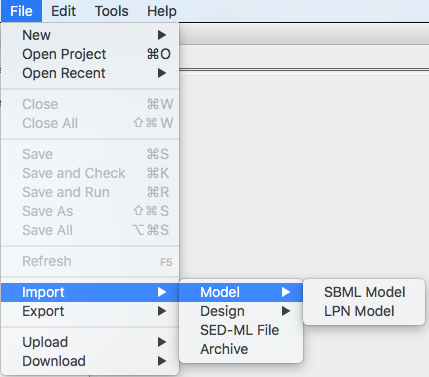 File Edit Tools Help
New
Open Project ⌘O
Open Recent
Close ⌘W
Close All ⇧⌘W
Save ⌘S
Save and Check ⌘K
Save and Run ⌘R
Save As ⇧⌘S
Save All ⌥⌘S
Refresh F5
Import Model SBML Model
Export Design LPN Model
SED-ML File
Upload Archive
Download